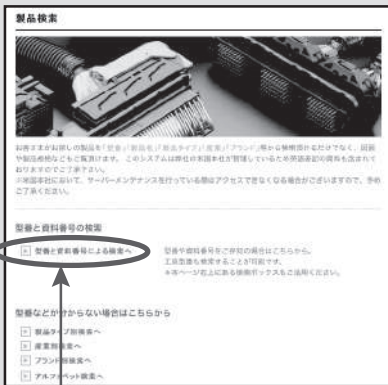 製品検索
お客さまがお探しの製品を「型番」「製品名」「製品タイプ」「産業」「ブランド」等から検索頂けるだけでなく、図面
や製品規格などもご覧頂けます。このシステムは弊社の米国本社が管理しているため英語表記の資料も含まれて
おりますのでご了承下さい。
※米国本社において、サーバーメンテナンスを行っている間はアクセスできなくなる場合がございますので、予め
ご了承ください。
型番と資料番号の検索
型番と資料番号による検索へ
型番や資料番号をご存知の場合はこちらから。
工具型番も検索することが可能です。
※本ページ右上にある検索ボックスもご活用ください。
型番などが分からない場合はこちらから
製品タイプ別検索へ
産業別検索へ
ブランド別検索へ
アルファベット検索へ